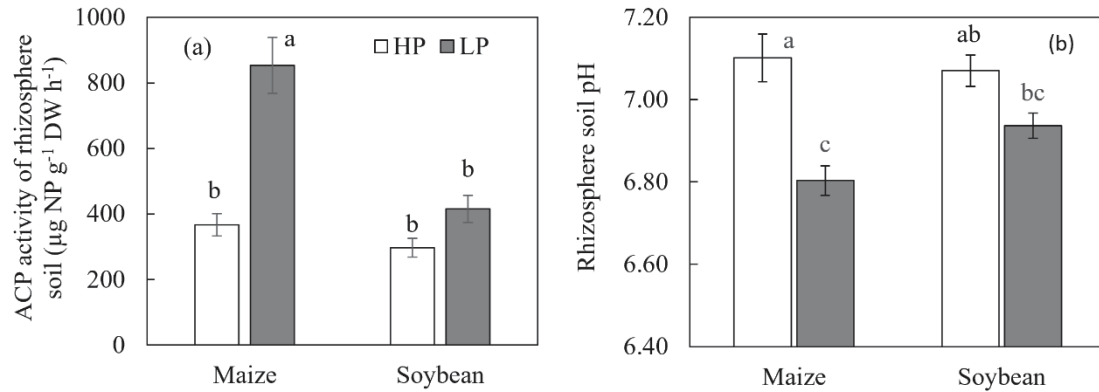 (a)
HP LP
ACP activity of rhizosphere
soil (µg NP g⁻¹ DW h⁻¹)
1000
800
600
400
200
0
b
a
b
b
Maize Soybean
(b)
Rhizosphere soil pH
7.20
7.00
6.80
6.60
6.40
a
c
ab
bc
Maize Soybean